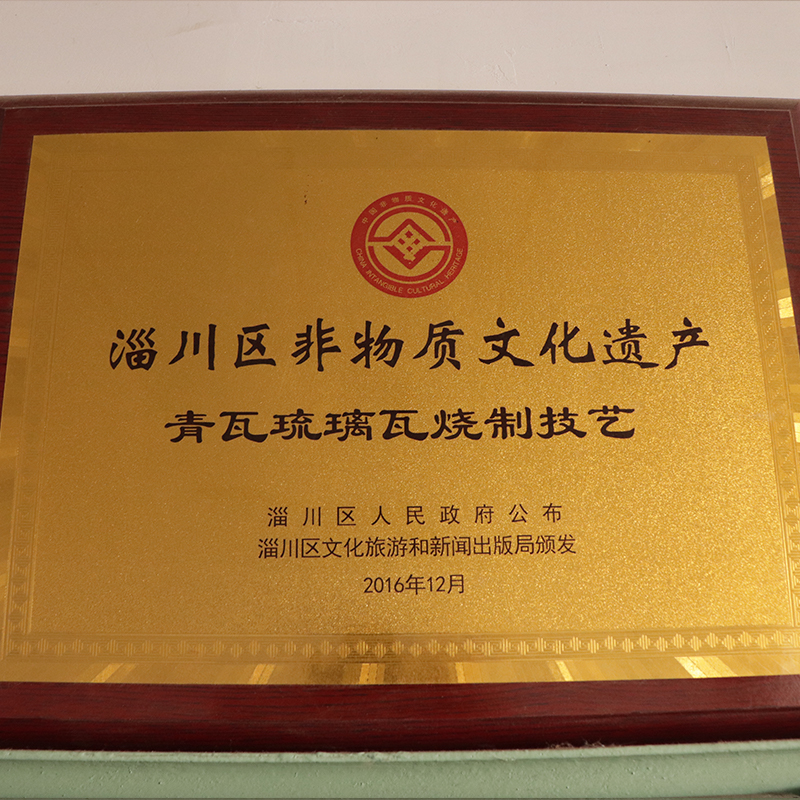 中国非物质文化遗产
CHINA INTANGIBLE CULTURAL HERITAGE
淄川区非物质文化遗产
青瓦琉璃瓦烧制技艺
淄川区人民政府公布
淄川区文化旅游和新闻出版局颁发
2016年12月